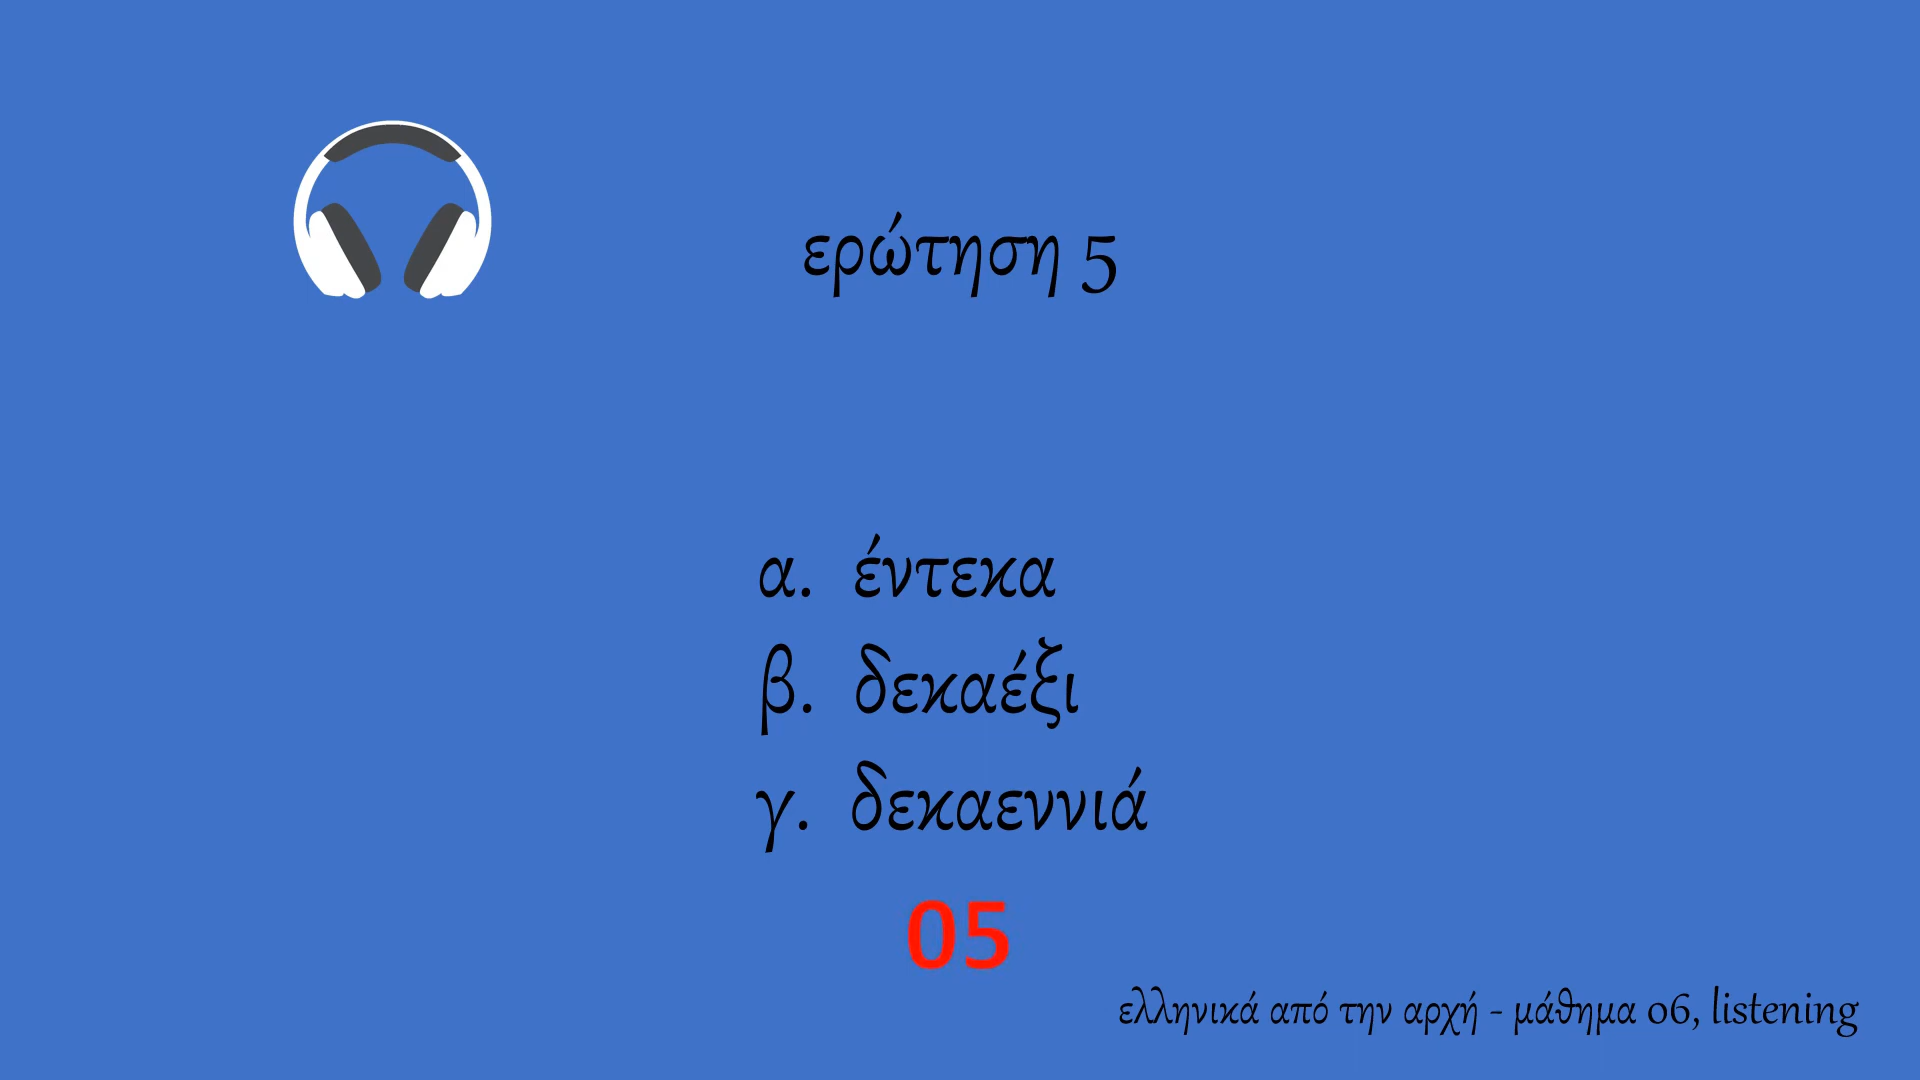 ερώτηση 5
α. έντεκα
β. δεκαέξι
γ. δεκαεννιά
05
ελληνικά από την αρχή - μάθημα 06, listening